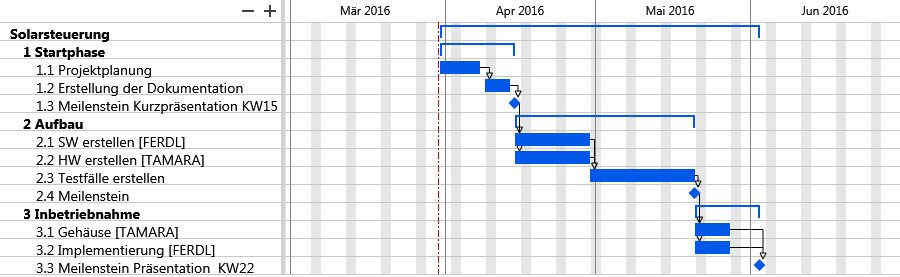 − + Mär 2016 Apr 2016 Mai 2016 Jun 2016
Solarsteuerung
1 Startphase
1.1 Projektplanung
1.2 Erstellung der Dokumentation
1.3 Meilenstein Kurzpräsentation KW15
2 Aufbau
2.1 SW erstellen [FERDL]
2.2 HW erstellen [TAMARA]
2.3 Testfälle erstellen
2.4 Meilenstein
3 Inbetriebnahme
3.1 Gehäuse [TAMARA]
3.2 Implementierung [FERDL]
3.3 Meilenstein Präsentation KW22